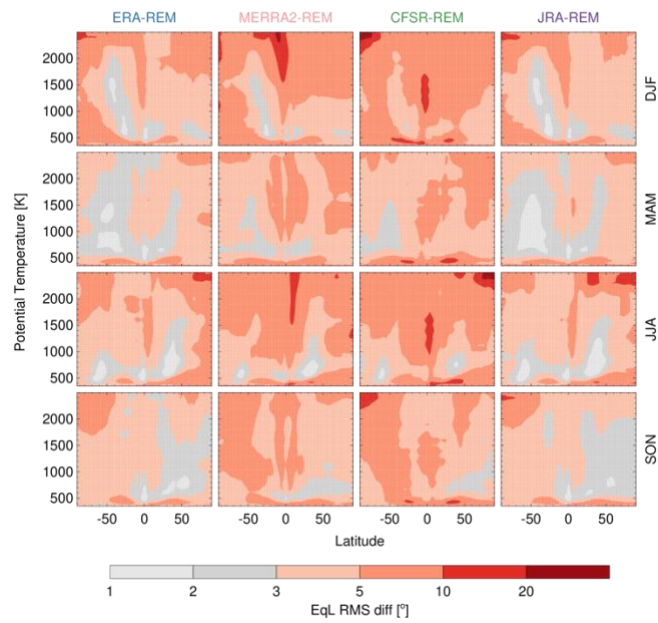 ERA-REM MERRA2-REM CFSR-REM JRA-REM
2000
1500
1000
500
DJF
2000
1500
1000
500
MAM
2000
1500
1000
500
JJA
2000
1500
1000
500
SON
Potential Temperature [K]
-50 0 50 -50 0 50 -50 0 50 -50 0 50
Latitude
1 2 3 5 10 20
EqL RMS diff [°]